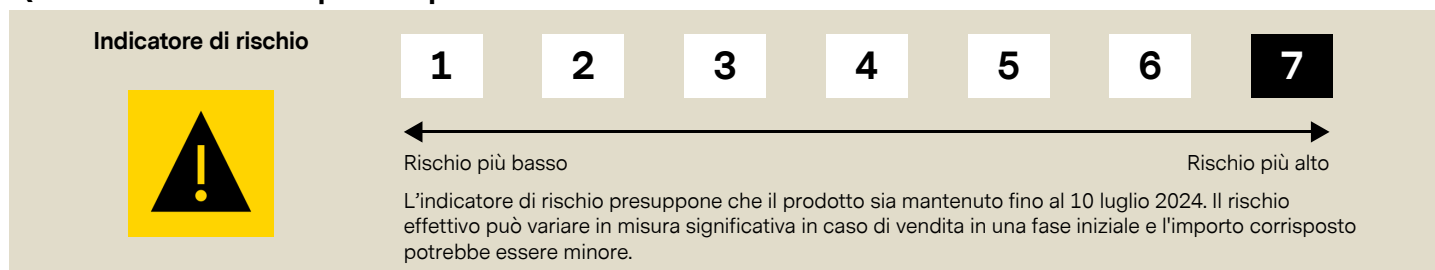 Indicatore di rischio
1 2 3 4 5 6 7
Rischio più basso Rischio più alto
L'indicatore di rischio presuppone che il prodotto sia mantenuto fino al 10 luglio 2024. Il rischio
effettivo può variare in misura significativa in caso di vendita in una fase iniziale e l'importo corrisposto
potrebbe essere minore.